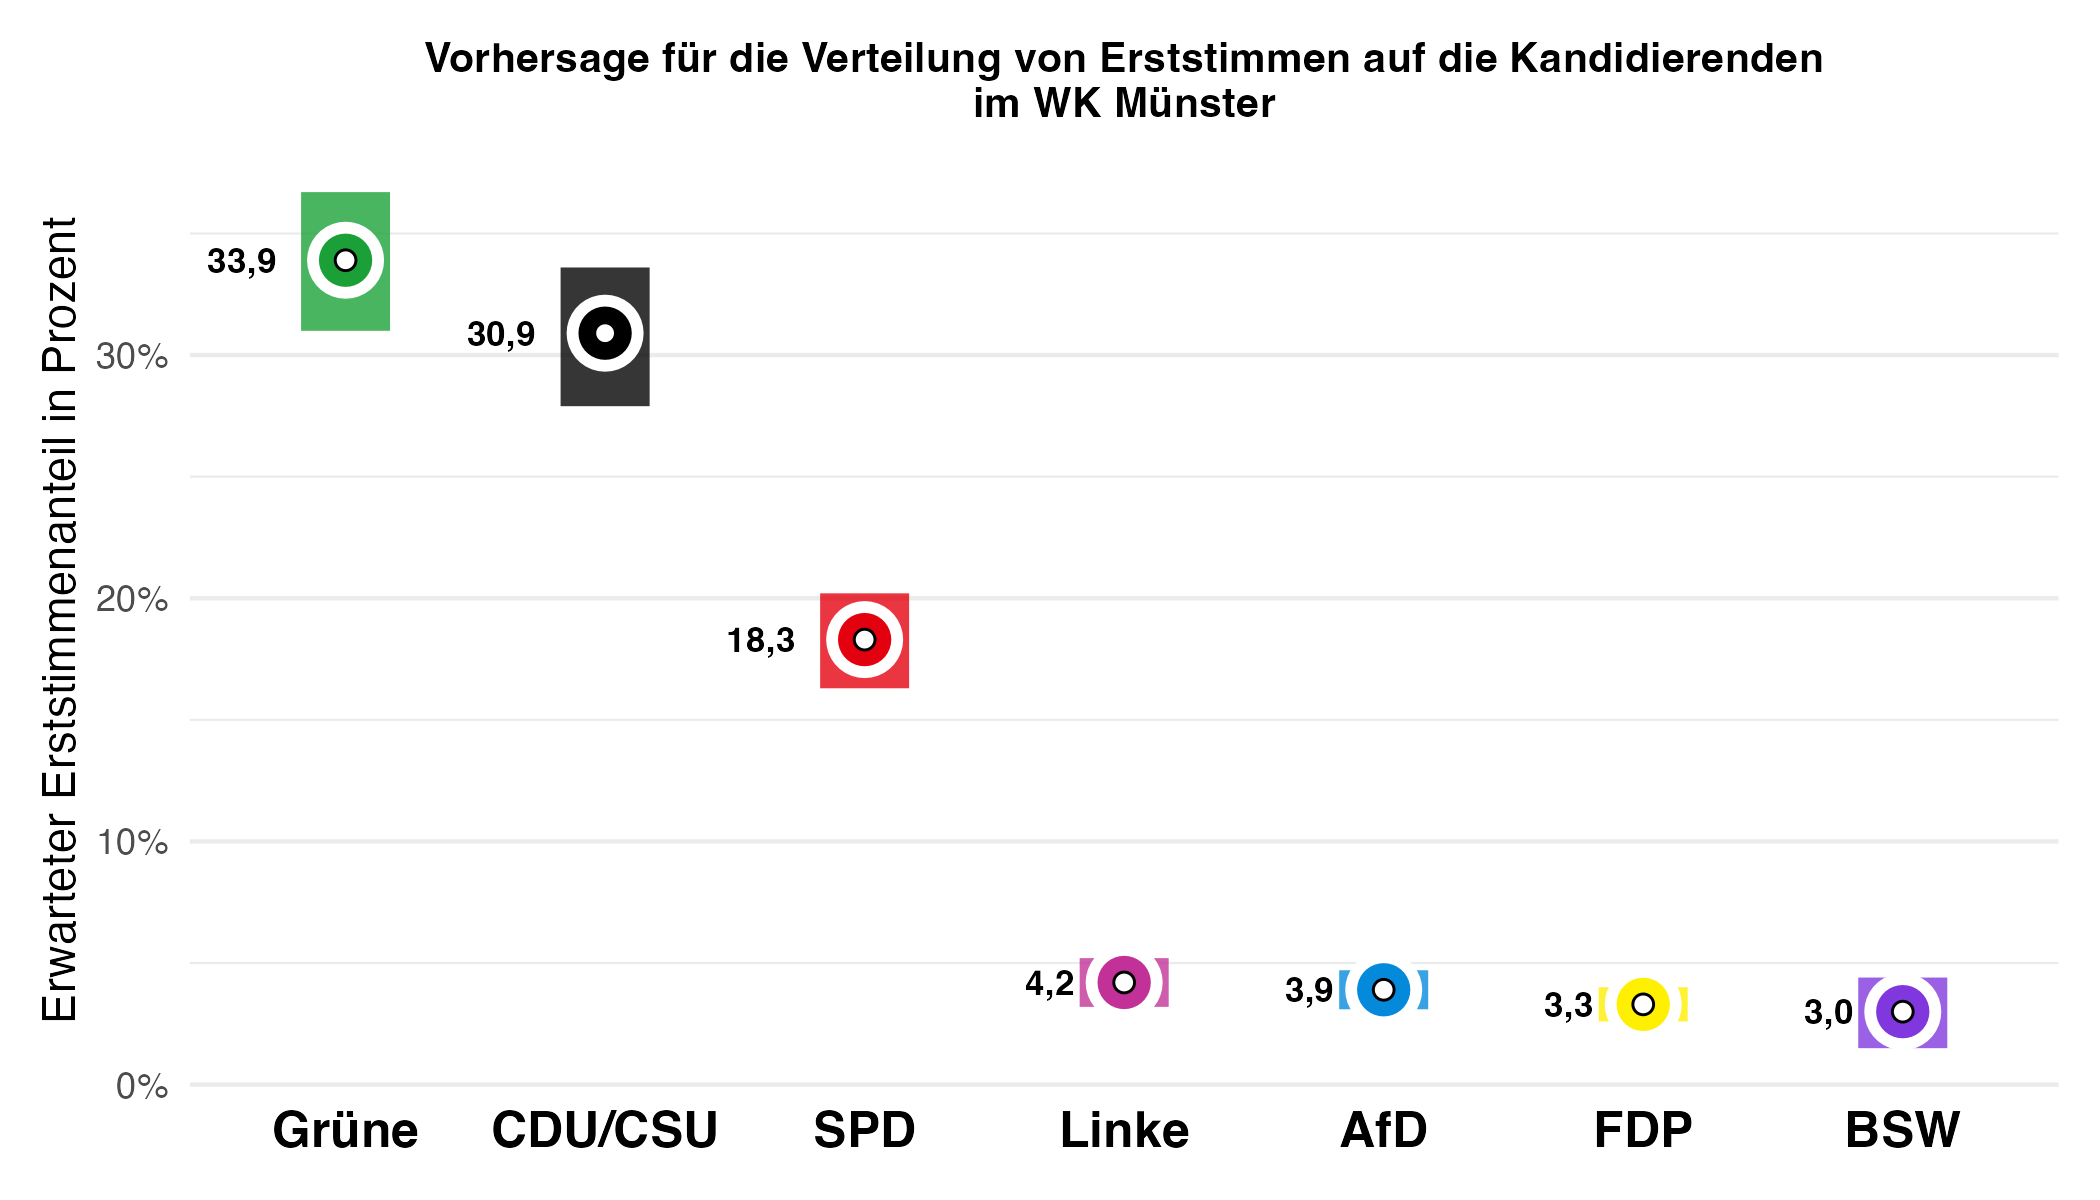 Vorhersage für die Verteilung von Erststimmen auf die Kandidierenden
im WK Münster
Erwarteter Erststimmenanteil in Prozent
30%
20%
10%
0%
33,9
30,9
18,3
4,2
3,9
3,3
3,0
Grüne
CDU/CSU
SPD
Linke
AfD
FDP
BSW